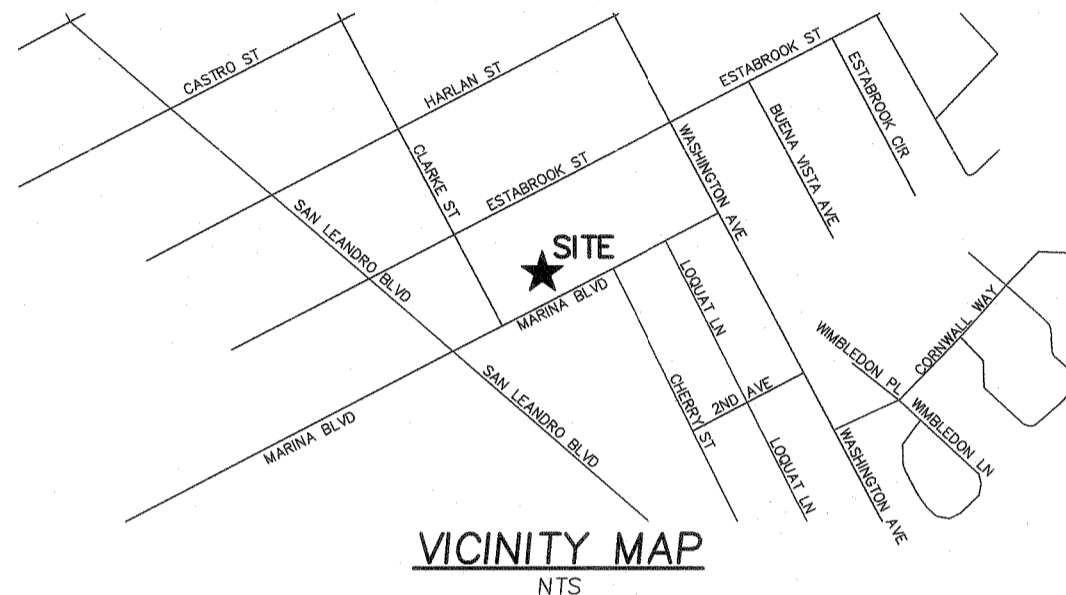 CASTRO ST
HARLAN ST
ESTABROOK ST
ESTABROOK CIR
BUENA VISTA AVE
WASHINGTON AVE
CLARKE ST
ESTABROOK ST
SAN LEANDRO BLVD
SITE
MARINA BLVD
LOQUAT LN
WIMBLEDON PL
CORNWALL WAY
SAN LEANDRO BLVD
CHERRY ST
2ND AVE
WIMBLEDON LN
MARINA BLVD
LOQUAT LN
WASHINGTON AVE
VICINITY MAP
NTS